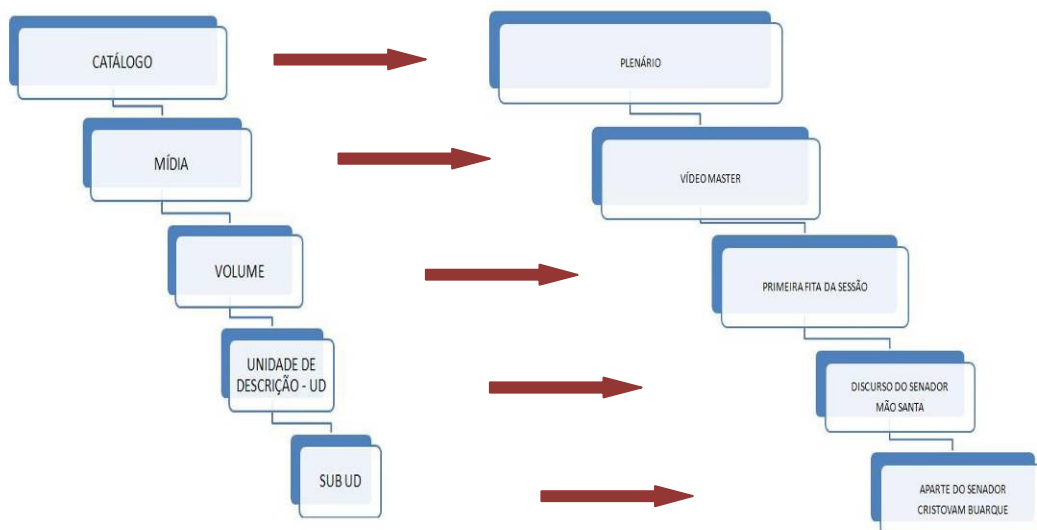 CATÁLOGO
PLENÁRIO
MÍDIA
VÍDEO MASTER
VOLUME
PRIMEIRA FITA DA SESSÃO
UNIDADE DE
DESCRIÇÃO - UD
DISCURSO DO SENADOR
MÃO SANTA
SUB UD
APARTE DO SENADOR
CRISTOVAM BUARQUE